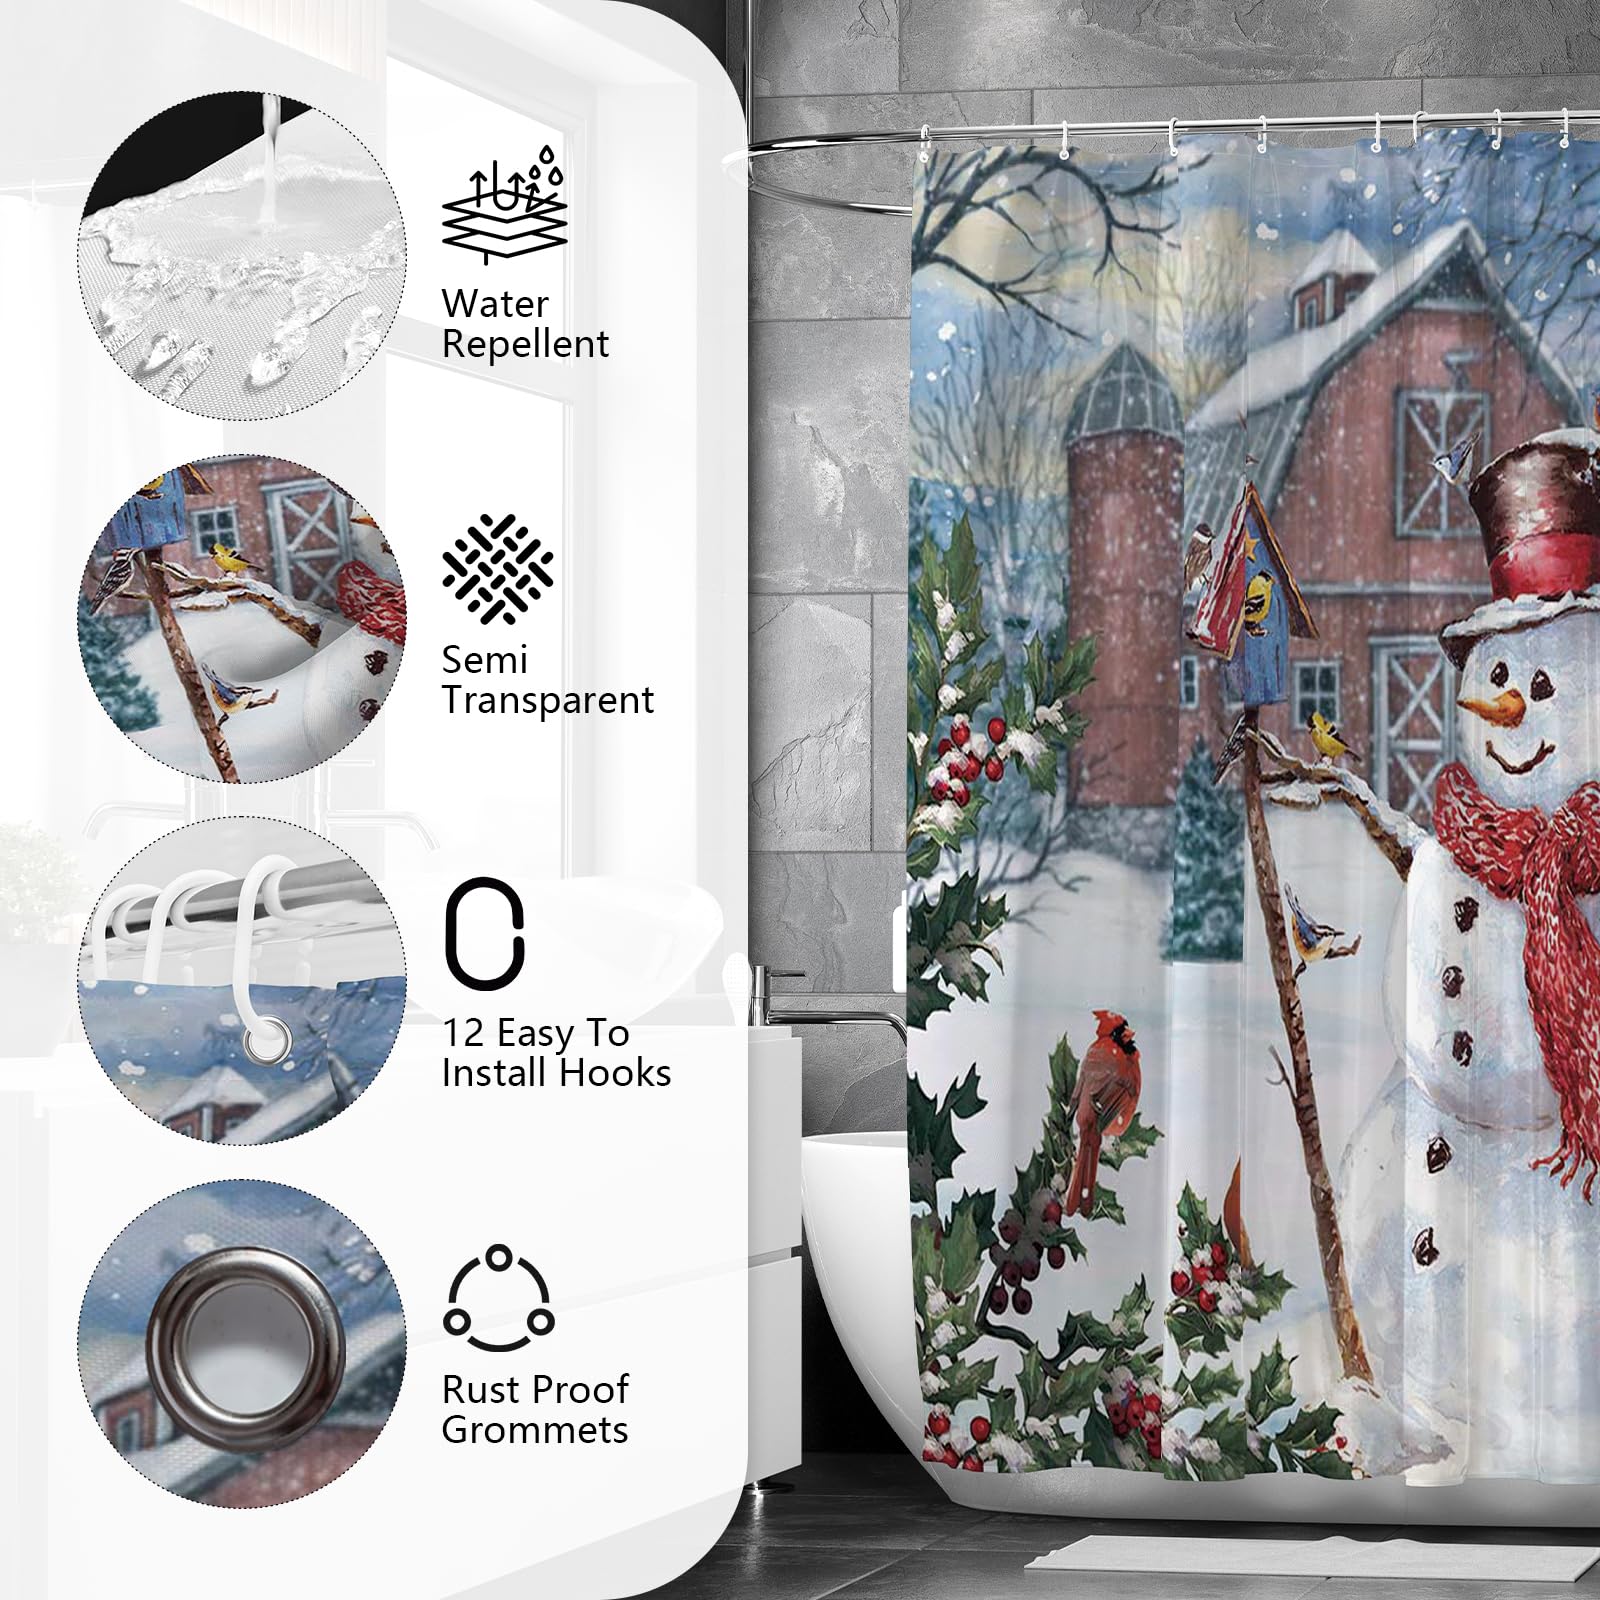 Water
Repellent
Semi
Transparent
12 Easy To
Install Hooks
Rust Proof
Grommets